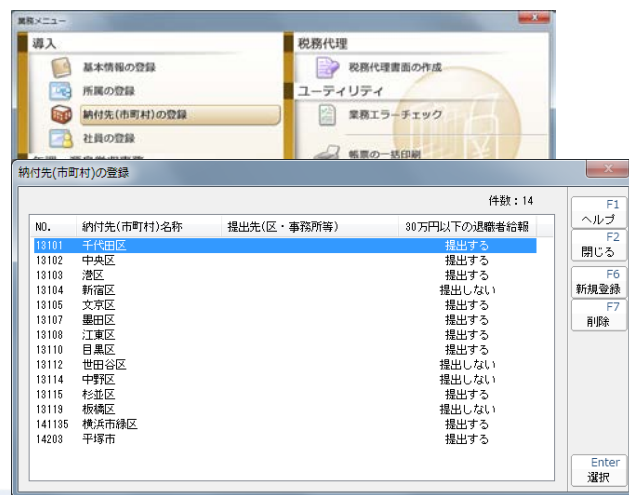 業務メニュー
導入
税務代理
基本情報の登録
税務代理書面の作成
所属の登録
ユーティリティ
納付先(市町村)の登録
業務エラーチェック
社員の登録
帳票の一括印刷
納付先(市町村)の登録
件数：14
NO. 納付先(市町村)名称 提出先(区・事務所等) 30万円以下の退職者給報
13101 千代田区 提出する
13102 中央区 提出する
13103 港区 提出する
13104 新宿区 提出しない
13105 文京区 提出する
13107 墨田区 提出する
13108 江東区 提出する
13110 目黒区 提出する
13112 世田谷区 提出しない
13114 中野区 提出しない
13115 杉並区 提出する
13119 板橋区 提出しない
141135 横浜市緑区 提出する
14203 平塚市 提出する
F1
ヘルプ
F2
閉じる
F6
新規登録
F7
削除
Enter
選択